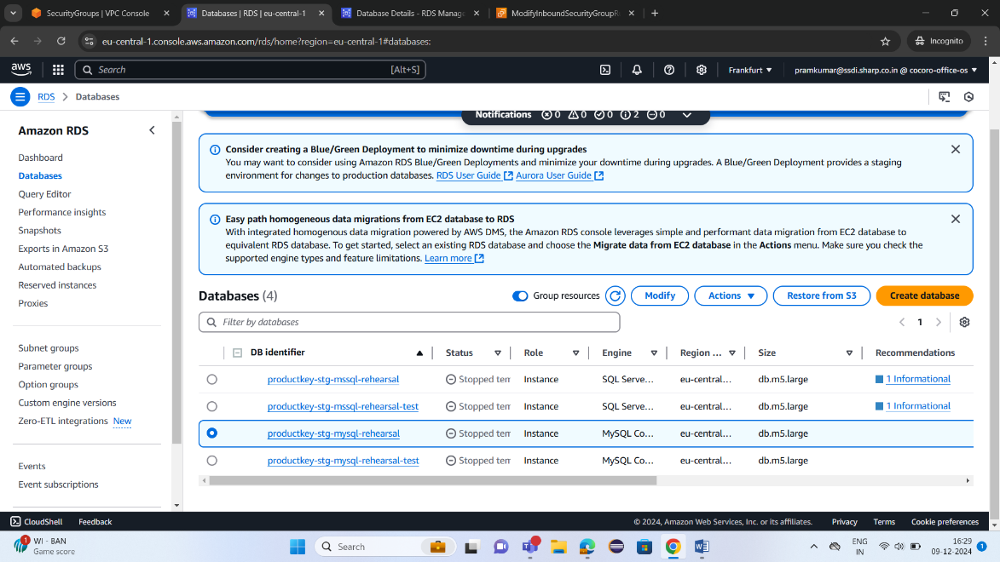 SecurityGroups | VPC Console
Databases | RDS | eu-central-1
Database Details - RDS Manage
ModifyInboundSecurityGroupR
eu-central-1.console.aws.amazon.com/rds/home?region=eu-central-1#databases:
Incognito
aws
Search
[Alt+S]
Frankfurt
pramkumar@ssdi.sharp.co.in @ cocoro-office-os
RDS
Databases
Notifications 0 0 0 2 0
Amazon RDS
Dashboard
Databases
Query Editor
Performance insights
Snapshots
Exports in Amazon S3
Automated backups
Reserved instances
Proxies
Subnet groups
Parameter groups
Option groups
Custom engine versions
Zero-ETL integrations New
Events
Event subscriptions
Consider creating a Blue/Green Deployment to minimize downtime during upgrades
You may want to consider using Amazon RDS Blue/Green Deployments and minimize your downtime during upgrades. A Blue/Green Deployment provides a staging
environment for changes to production databases. RDS User Guide Aurora User Guide
Easy path homogeneous data migrations from EC2 database to RDS
With integrated homogenous data migration powered by AWS DMS, the Amazon RDS console leverages simple and performant data migration from EC2 database to
equivalent RDS database. To get started, select an existing RDS database and choose the Migrate data from EC2 database in the Actions menu. Make sure you check the
supported engine types and feature limitations. Learn more
Databases (4)
Group resources
Modify
Actions
Restore from S3
Create database
Filter by databases
1
DB identifier Status Role Engine Region ... Size Recommendations
productkey-stg-mssql-rehearsal Stopped tem Instance SQL Serve... eu-central... db.m5.large 1 Informational
productkey-stg-mssql-rehearsal-test Stopped tem Instance SQL Serve... eu-central... db.m5.large 1 Informational
productkey-stg-mysql-rehearsal Stopped tem Instance MySQL Co... eu-central... db.m5.large
productkey-stg-mysql-rehearsal-test Stopped tem Instance MySQL Co... eu-central... db.m5.large
CloudShell
Feedback
© 2024, Amazon Web Services, Inc. or its affiliates.
Privacy
Terms
Cookie preferences
1
WI - BAN
Game score
Search
ENG
IN
16:29
09-12-2024
1